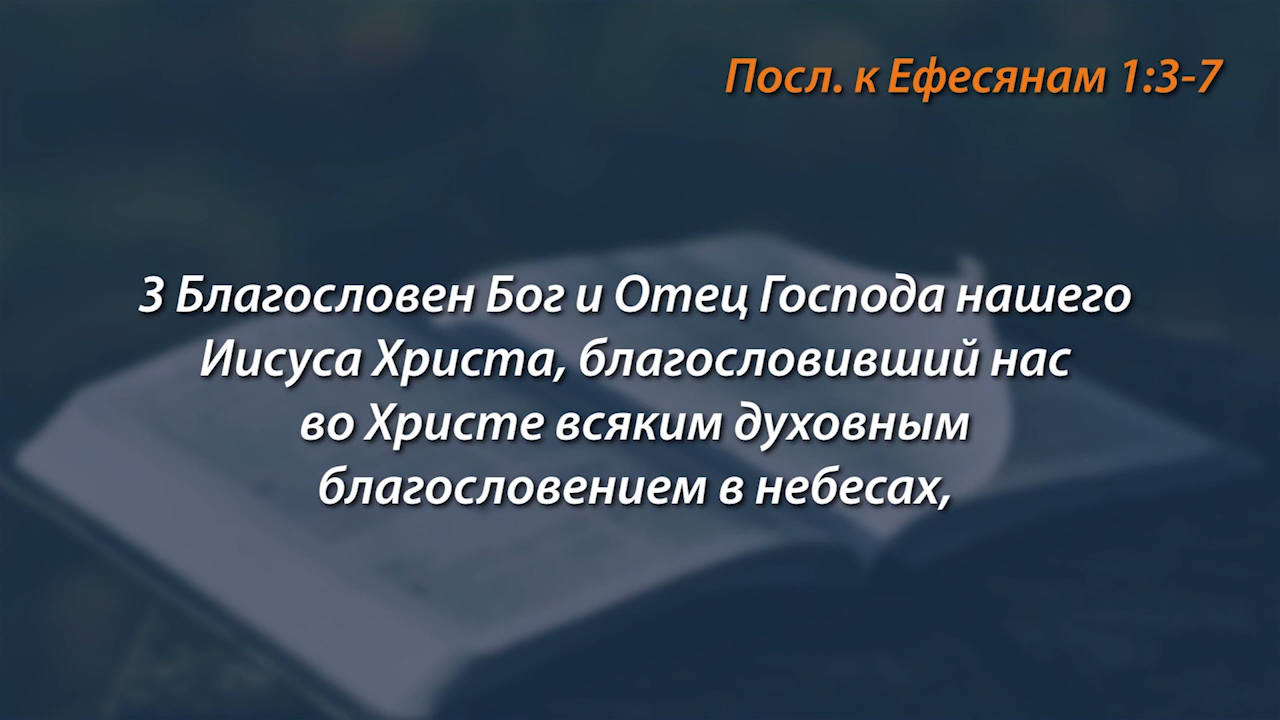 Посл. к Ефесянам 1:3-7
3 Благословен Бог и Отец Господа нашего
Иисуса Христа, благословивший нас
во Христе всяким духовным
благословением в небесах,